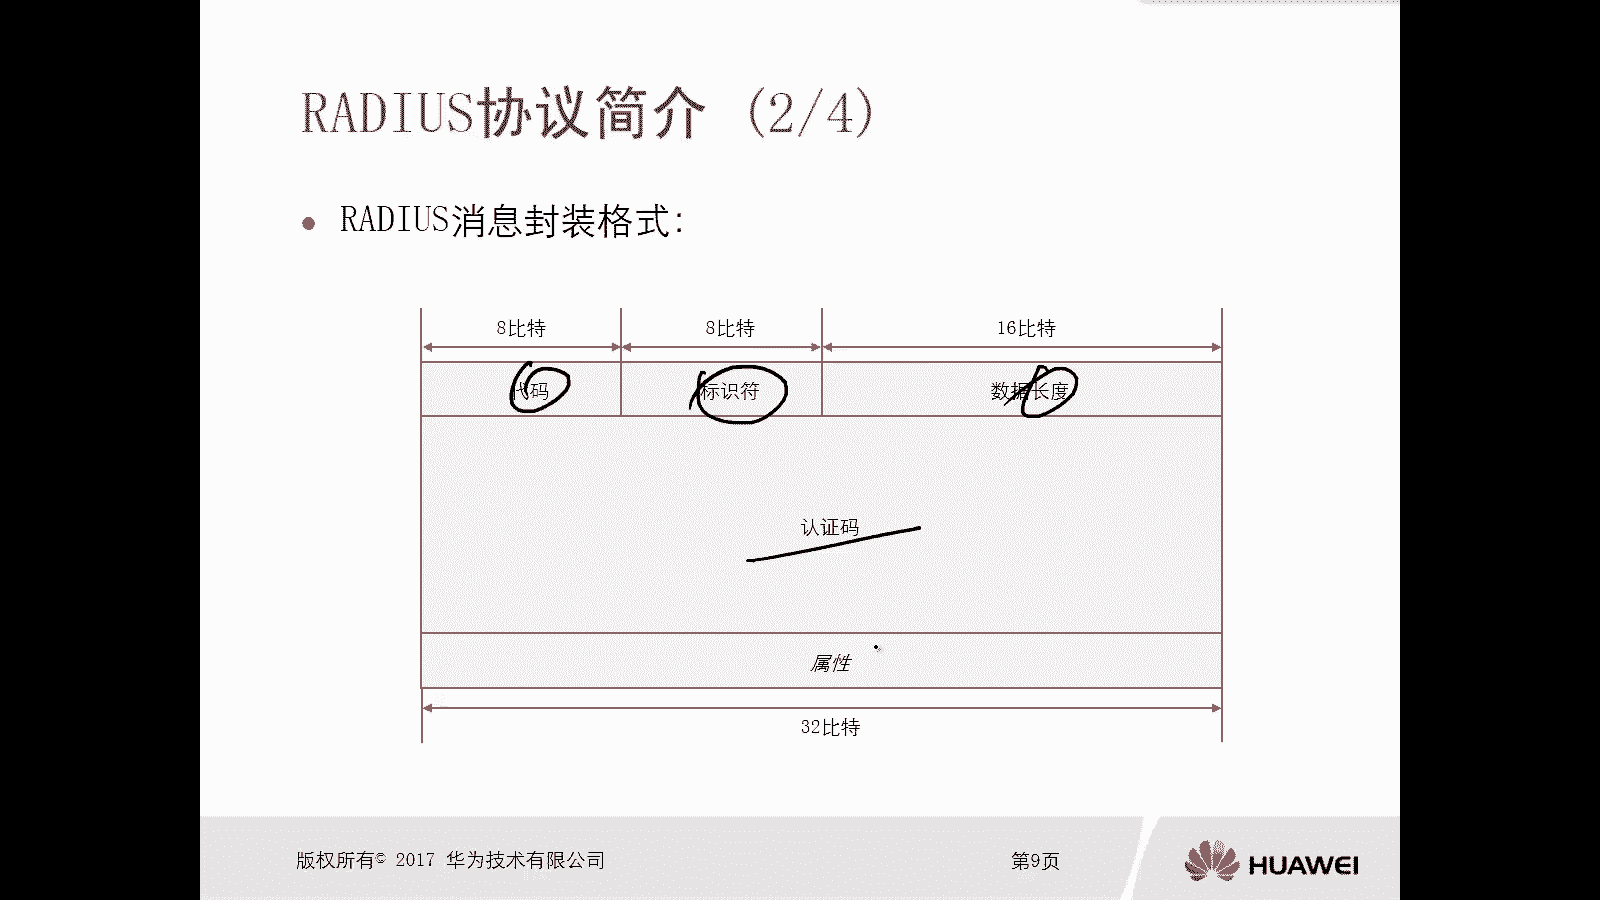 RADIUS协议简介 (2/4)
RADIUS消息封装格式:
8比特 8比特 16比特
代码 标识符 数据长度
认证码
属性
32比特
版权所有© 2017 华为技术有限公司 第9页 HUAWEI